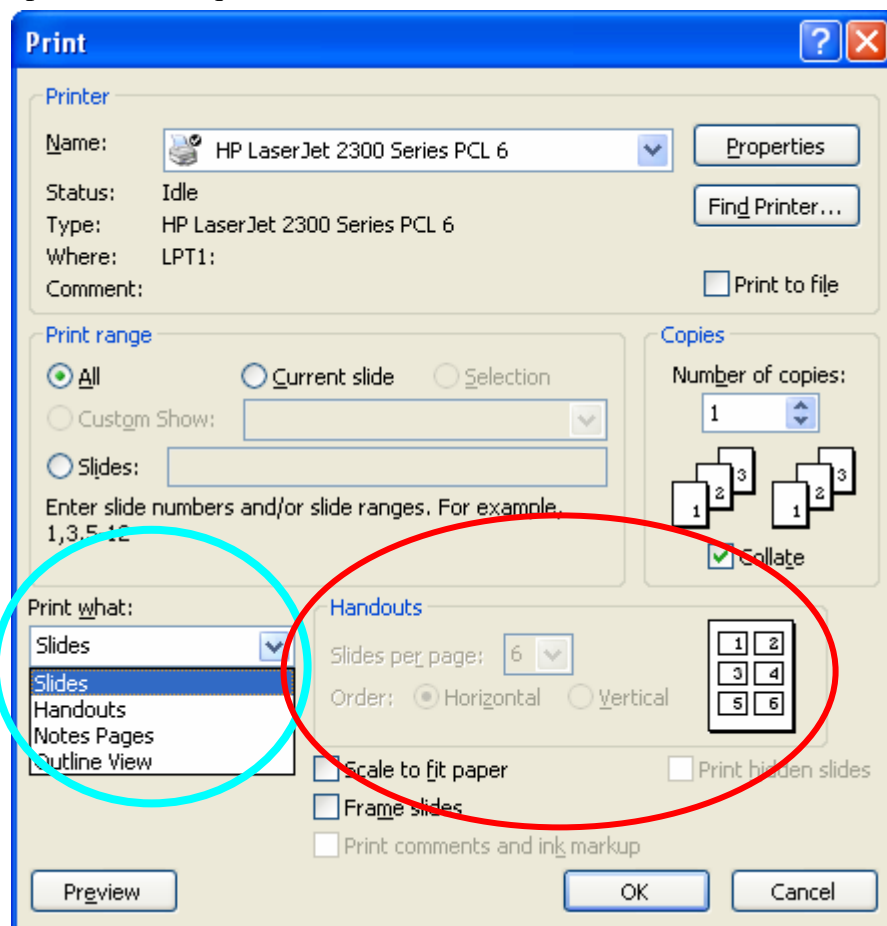 Print
Printer
Name: HP LaserJet 2300 Series PCL 6 Properties
Status: Idle
Find Printer...
Type: HP LaserJet 2300 Series PCL 6
Where: LPT1:
Comment: Print to file
Print range
All Current slide Selection
Custom Show:
Slides:
Enter slide numbers and/or slide ranges. For example,
1,3,5-12
Copies
Number of copies:
1
1 2 3 1 2 3
Collate
Print what:
Slides
Slides
Handouts
Notes Pages
Outline View
Handouts
Slides per page: 6
Order: Horizontal Vertical
1 2
3 4
5 6
Scale to fit paper Print hidden slides
Frame slides
Print comments and ink markup
Preview OK Cancel